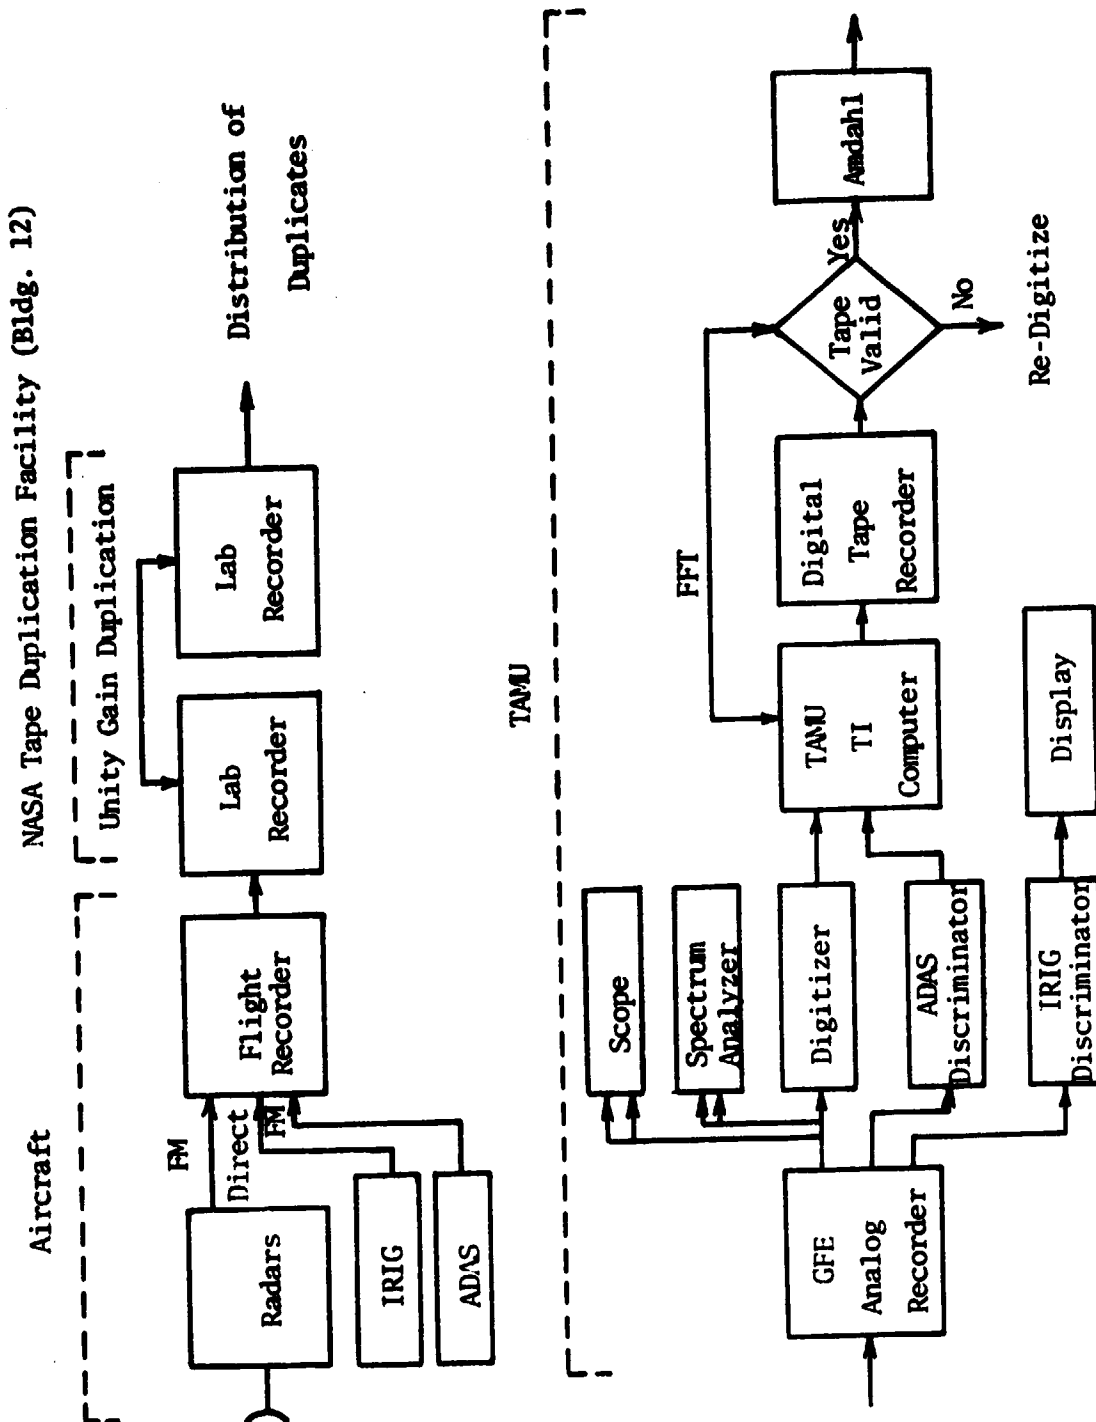 NASA Tape Duplication Facility (Bldg. 12)
Aircraft
Unity Gain Duplication
Radars
FM
Direct
FM
IRIG
ADAS
Flight
Recorder
Lab
Recorder
Lab
Recorder
Distribution of
Duplicates
TAMU
GFE
Analog
Recorder
Scope
Spectrum
Analyzer
Digitizer
ADAS
Discriminator
IRIG
Discriminator
Display
TAMU
TI
Computer
FFT
Digital
Tape
Recorder
Tape
Valid
Yes
No
Re-Digitize
Amdahl